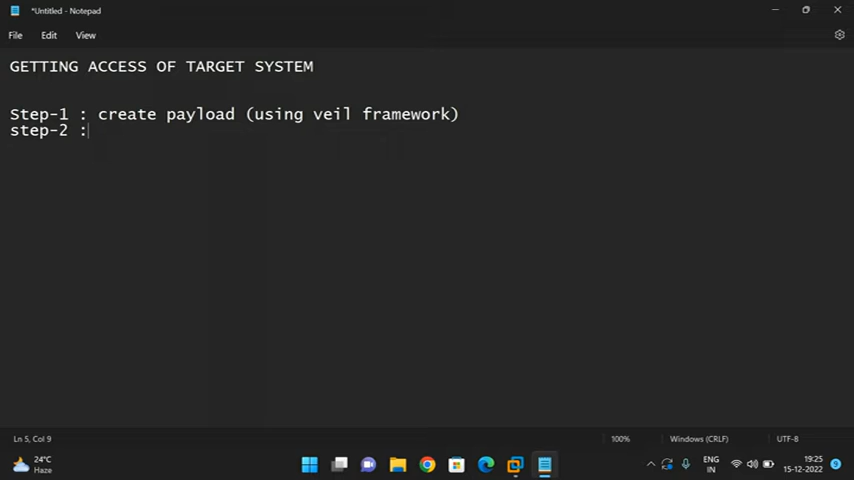 *Untitled - Notepad
File Edit View
GETTING ACCESS OF TARGET SYSTEM
Step-1 : create payload (using veil framework)
step-2 :
Ln 5, Col 9 100% Windows (CRLF) UTF-8
24°C
Haze
ENG
IN
19:25
15-12-2022